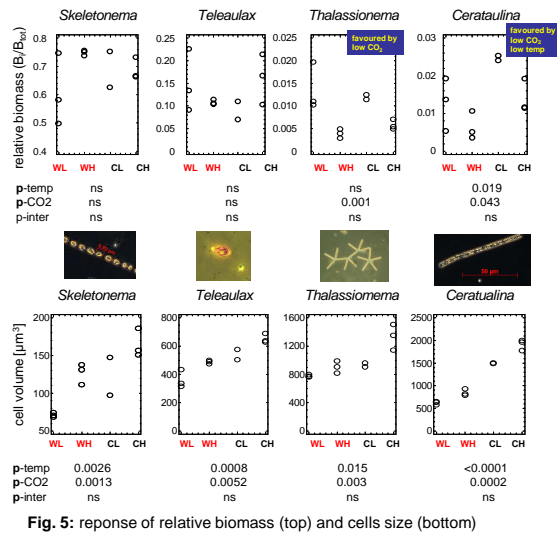 Skeletonema Teleaulax Thalassionema Cerataulina
relative biomass (Bi/Btot)
0.8 0.7 0.6 0.5 0.4
0.25 0.20 0.15 0.10 0.05 0
0.025 0.020 0.015 0.010 0.005 0
0.03 0.02 0.01 0
favoured by
low CO2
favoured by
low CO2
low temp
WL WH CL CH WL WH CL CH WL WH CL CH WL WH CL CH
p-temp ns ns ns 0.019
p-CO2 ns ns 0.001 0.043
p-inter ns ns ns ns
50 µm
Skeletonema Teleaulax Thalassiomema Ceratualina
cell volume [µm³]
200 150 100 50
800 600 400 200 0
1600 1200 800 400 0
2500 2000 1500 1000 500 0
WL WH CL CH WL WH CL CH WL WH CL CH WL WH CL CH
p-temp 0.0026 0.0008 0.015 <0.0001
p-CO2 0.0013 0.0052 0.003 0.0002
p-inter ns ns ns ns
Fig. 5: reponse of relative biomass (top) and cells size (bottom)